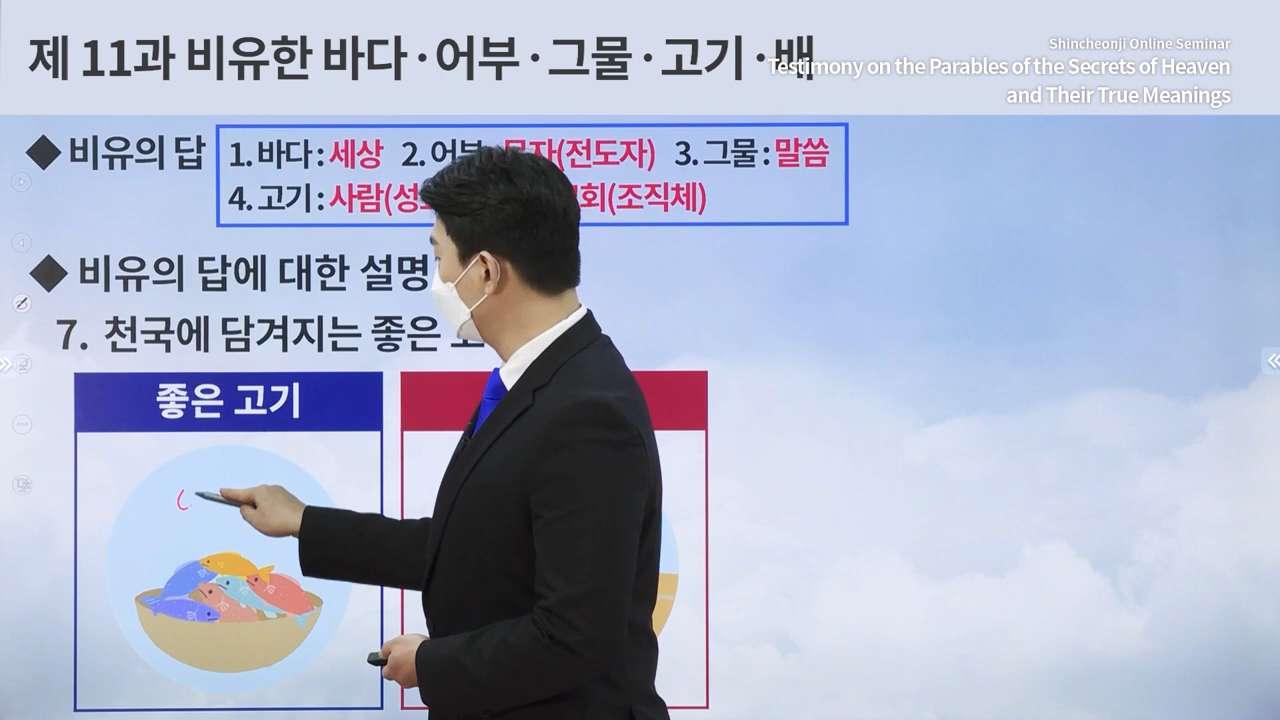 제 11과 비유한 바다·어부·그물·고기·배
Shincheonji Online Seminar
Testimony on the Parables of the Secrets of Heaven
and Their True Meanings
◆ 비유의 답
1. 바다 : 세상 2. 어부 (전도자) 3. 그물 : 말씀
4. 고기 : 사람( (조직체)
◆ 비유의 답에 대한 설명
7. 천국에 담겨지는 좋은
좋은 고기